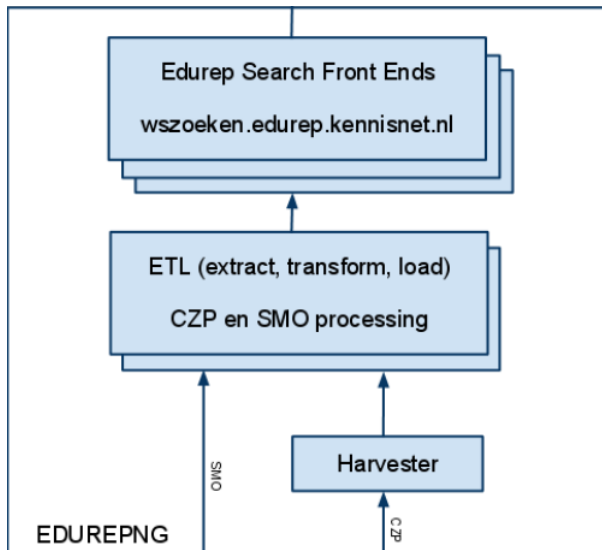 Edurep Search Front Ends
wszoeken.edurep.kennisnet.nl
ETL (extract, transform, load)
CZP en SMO processing
SMO
Harvester
CZP
EDUREPNG